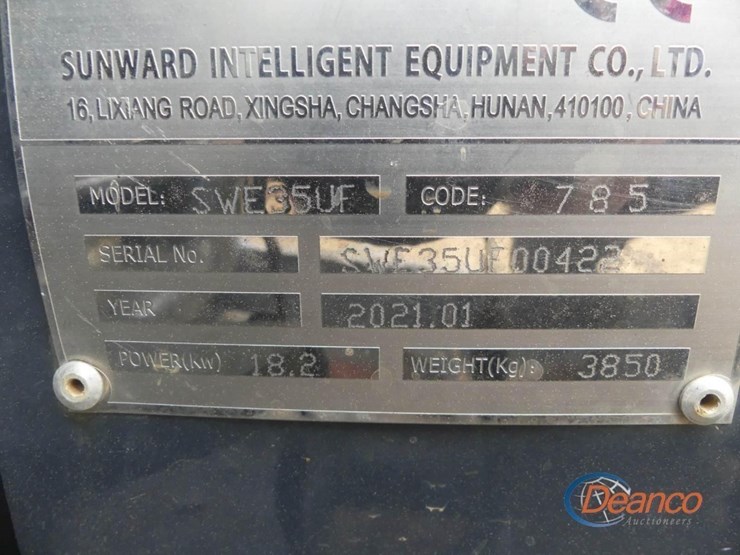 SUNWARD INTELLIGENT EQUIPMENT CO., LTD.
16, LIXIANG ROAD, XINGSHA, CHANGSHA, HUNAN, 410100, CHINA
MODEL: SWE35UF CODE: 785
SERIAL No.
YEAR 2021.01
POWER(Kw) 18.2 WEIGHT(Kg): 3850
Deanco
Auctioneers